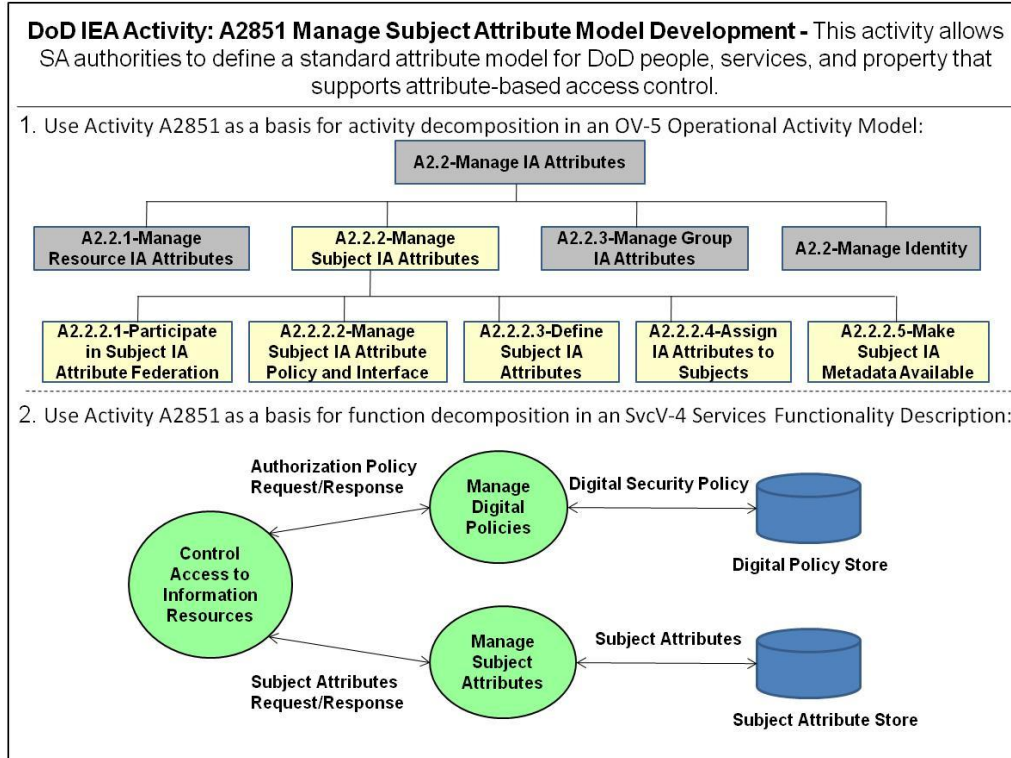 DoD IEA Activity: A2851 Manage Subject Attribute Model Development - This activity allows
SA authorities to define a standard attribute model for DoD people, services, and property that
supports attribute-based access control.
1. Use Activity A2851 as a basis for activity decomposition in an OV-5 Operational Activity Model:
A2.2-Manage IA Attributes
A2.2.1-Manage
Resource IA Attributes
A2.2.2-Manage
Subject IA Attributes
A2.2.3-Manage Group
IA Attributes
A2.2-Manage Identity
A2.2.2.1-Participate
in Subject IA
Attribute Federation
A2.2.2.2-Manage
Subject IA Attribute
Policy and Interface
A2.2.2.3-Define
Subject IA
Attributes
A2.2.2.4-Assign
IA Attributes to
Subjects
A2.2.2.5-Make
Subject IA
Metadata Available
2. Use Activity A2851 as a basis for function decomposition in an SvcV-4 Services Functionality Description:
Authorization Policy
Request/Response
Manage
Digital
Policies
Digital Security Policy
Digital Policy Store
Control
Access to
Information
Resources
Subject Attributes
Request/Response
Manage
Subject
Attributes
Subject Attributes
Subject Attribute Store